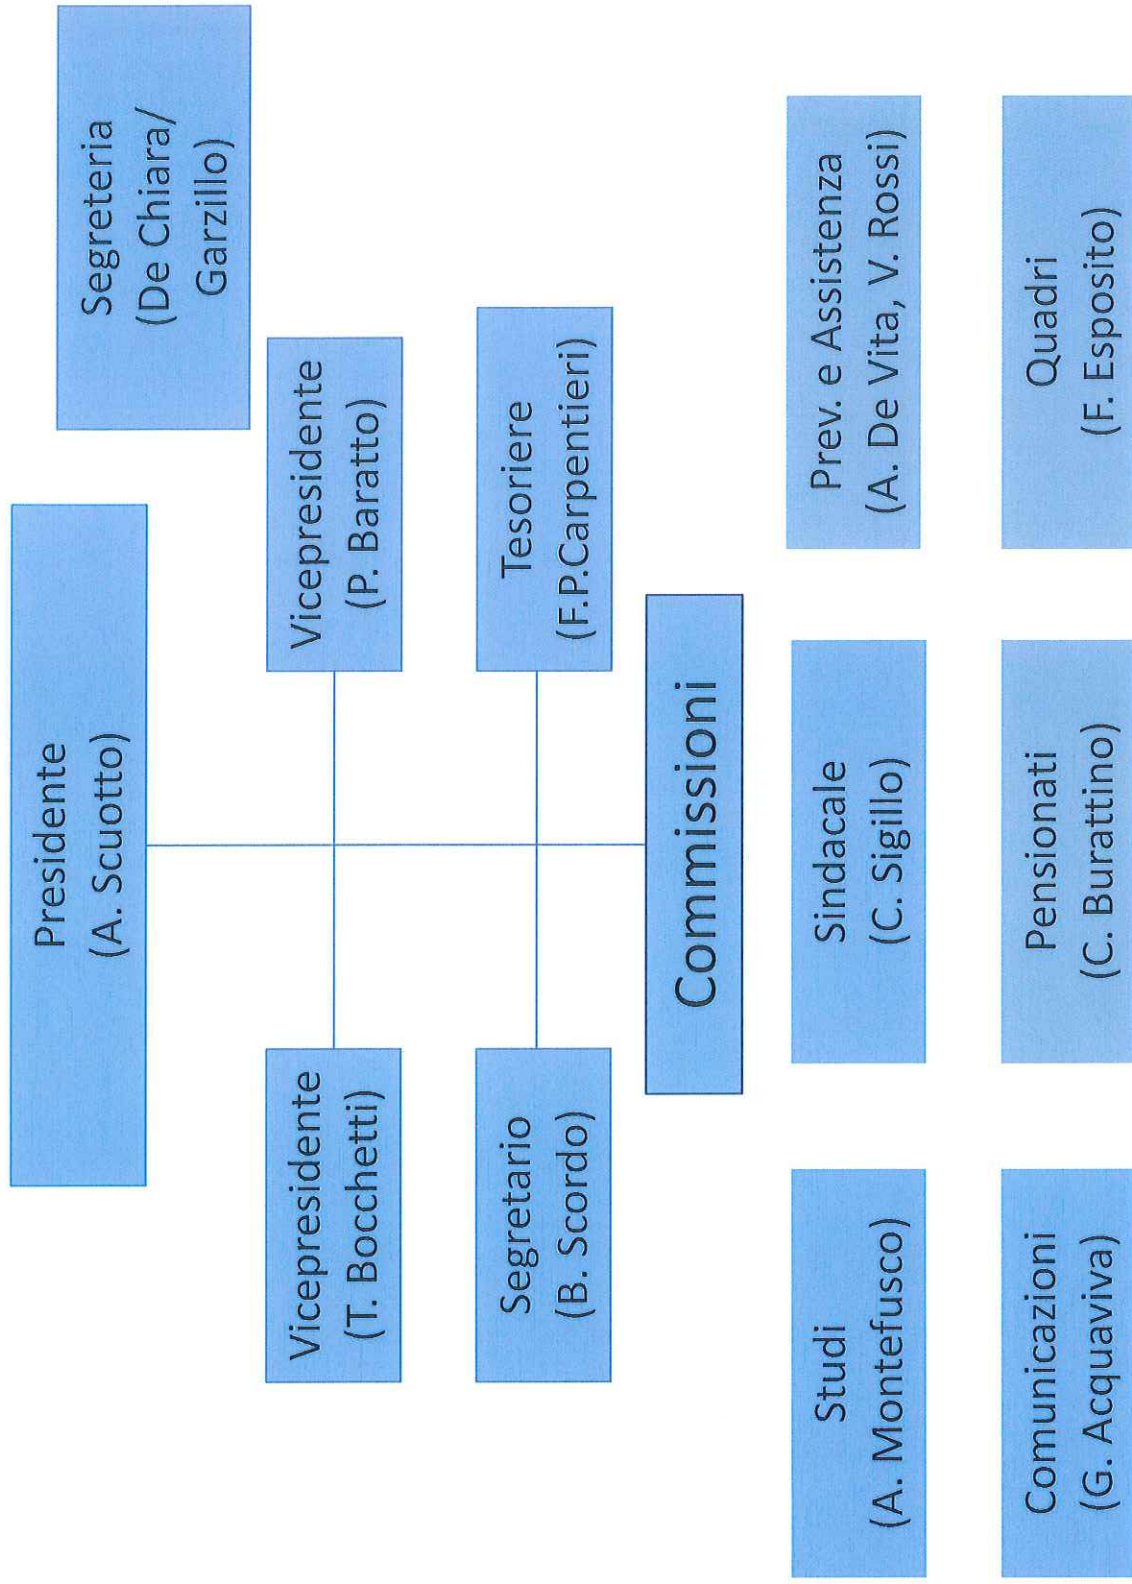 Presidente
(A. Scuotto)
Segreteria
(De Chiara/
Garzillo)
Vicepresidente
(T. Bocchetti)
Vicepresidente
(P. Baratto)
Segretario
(B. Scordo)
Tesoriere
(F.P.Carpentieri)
Commissioni
Studi
(A. Montefusco)
Sindacale
(C. Sigillo)
Prev. e Assistenza
(A. De Vita, V. Rossi)
Comunicazioni
(G. Acquaviva)
Pensionati
(C. Burattino)
Quadri
(F. Esposito)